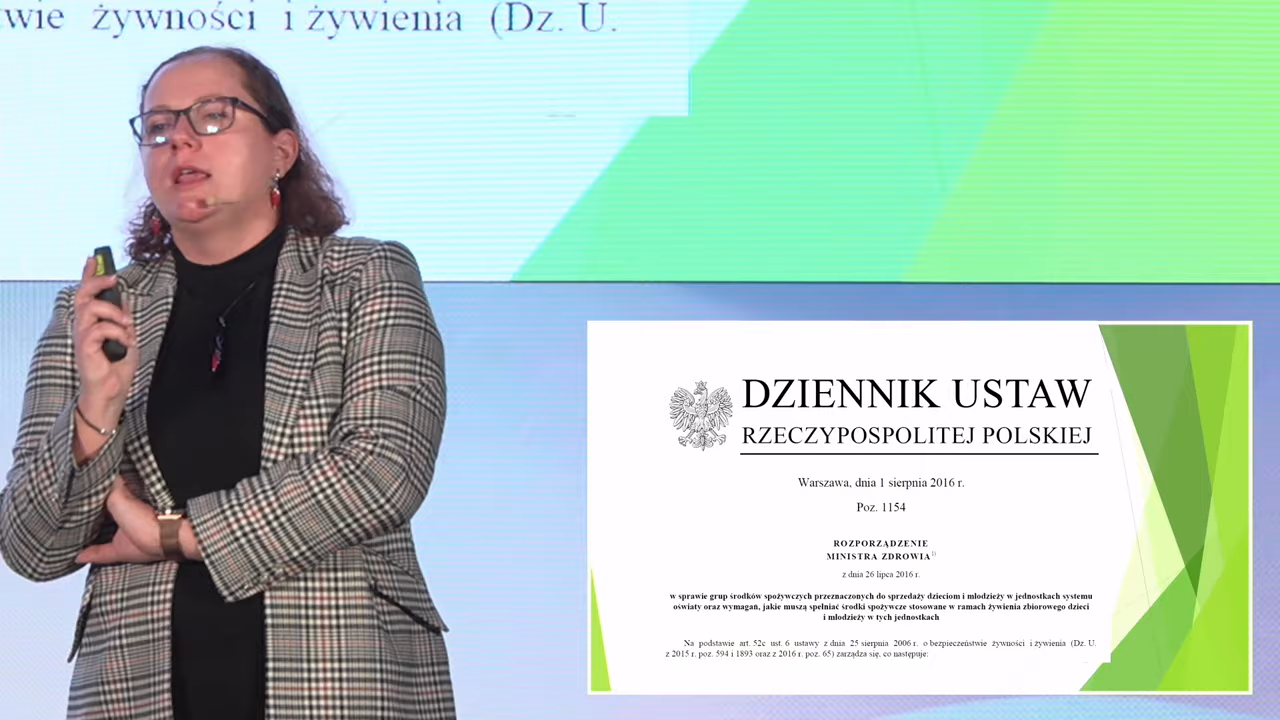 wie żywności i żywienia (Dz. U.
DZIENNIK USTAW
RZECZYPOSPOLITEJ POLSKIEJ
Warszawa, dnia 1 sierpnia 2016 r.
Poz. 1154
ROZPORZĄDZENIE
MINISTRA ZDROWIA 1)
z dnia 26 lipca 2016 r.
w sprawie grup środków spożywczych przeznaczonych do sprzedaży dzieciom i młodzieży w jednostkach systemu
oświaty oraz wymagań, jakie muszą spełniać środki spożywcze stosowane w ramach żywienia zbiorowego dzieci
i młodzieży w tych jednostkach
Na podstawie art. 52c ust. 6 ustawy z dnia 25 sierpnia 2006 r. o bezpieczeństwie żywności i żywienia (Dz. U.
z 2015 r. poz. 594 i 1893 oraz z 2016 r. poz. 65) zarządza się, co następuje: